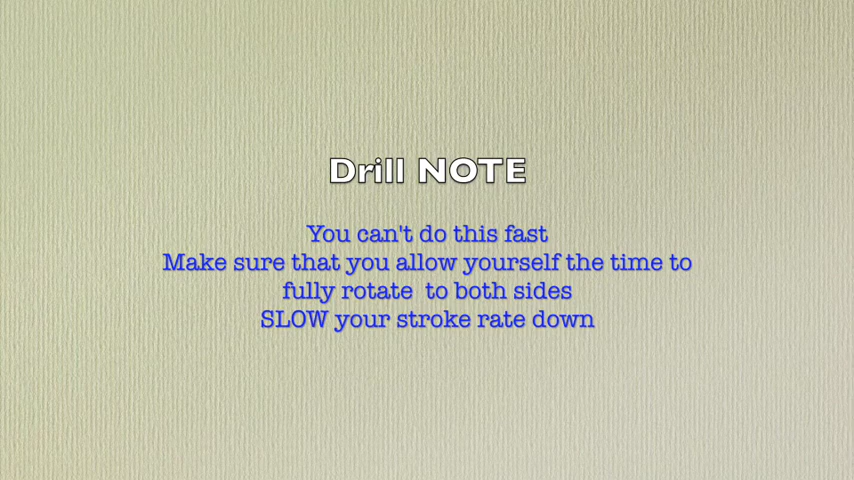 Drill NOTE
You can't do this fast
Make sure that you allow yourself the time to
fully rotate  to both sides
SLOW your stroke rate down